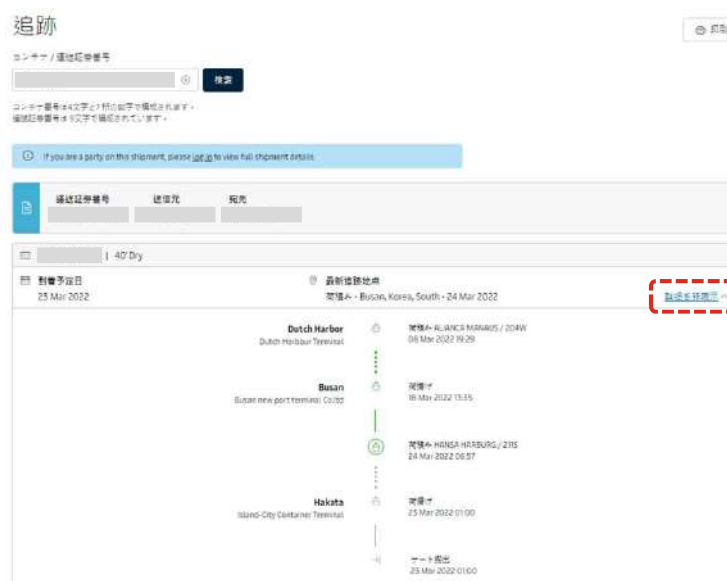 追跡
コンテナ / 運送証券番号
検索
コンテナ番号は4文字と7桁の数字で構成されます。
運送証券番号は9文字で構成されています。
If you are a party on this shipment, please log in to view full shipment details.
運送証券番号 送信元 宛先
| 40' Dry
到着予定日
23 Mar 2022
最新追跡地点
荷積み • Busan, Korea, South • 24 Mar 2022
Dutch Harbor
Dutch Harbour Terminal
荷積み ALIANCA MANAUS / 204W
06 Mar 2022 19:29
Busan
Busan new port terminal Co ltd
荷揚げ
18 Mar 2022 13:35
荷積み HANSA HARBURG / 211S
24 Mar 2022 06:57
Hakata
Island-City Container Terminal
荷揚げ
23 Mar 2022 01:00
ゲート搬出
23 Mar 2022 01:00